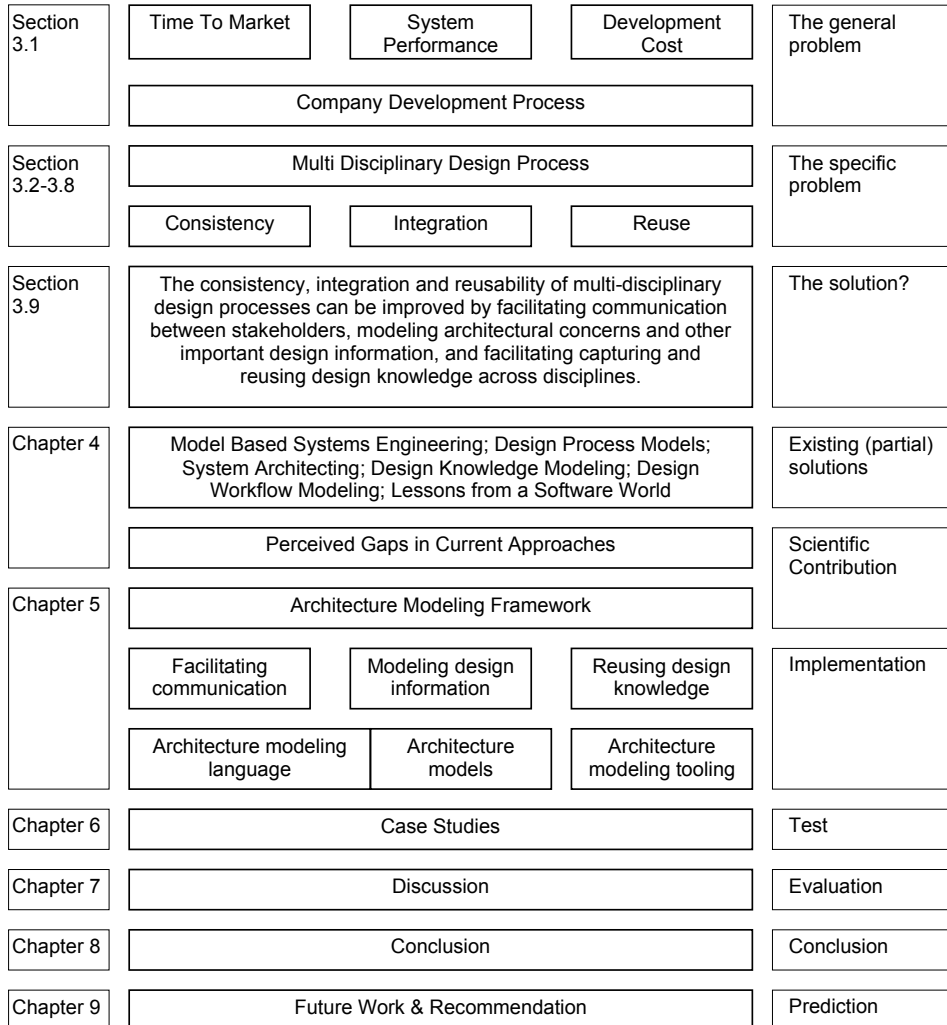 Section
3.1
Time To Market
System
Performance
Development
Cost
The general
problem
Company Development Process
Section
3.2-3.8
Multi Disciplinary Design Process
The specific
problem
Consistency
Integration
Reuse
Section
3.9
The consistency, integration and reusability of multi-disciplinary
design processes can be improved by facilitating communication
between stakeholders, modeling architectural concerns and other
important design information, and facilitating capturing and
reusing design knowledge across disciplines.
The solution?
Chapter 4
Model Based Systems Engineering; Design Process Models;
System Architecting; Design Knowledge Modeling; Design
Workflow Modeling; Lessons from a Software World
Existing (partial)
solutions
Perceived Gaps in Current Approaches
Scientific
Contribution
Chapter 5
Architecture Modeling Framework
Facilitating
communication
Modeling design
information
Reusing design
knowledge
Implementation
Architecture modeling
language
Architecture
models
Architecture
modeling tooling
Chapter 6
Case Studies
Test
Chapter 7
Discussion
Evaluation
Chapter 8
Conclusion
Conclusion
Chapter 9
Future Work & Recommendation
Prediction